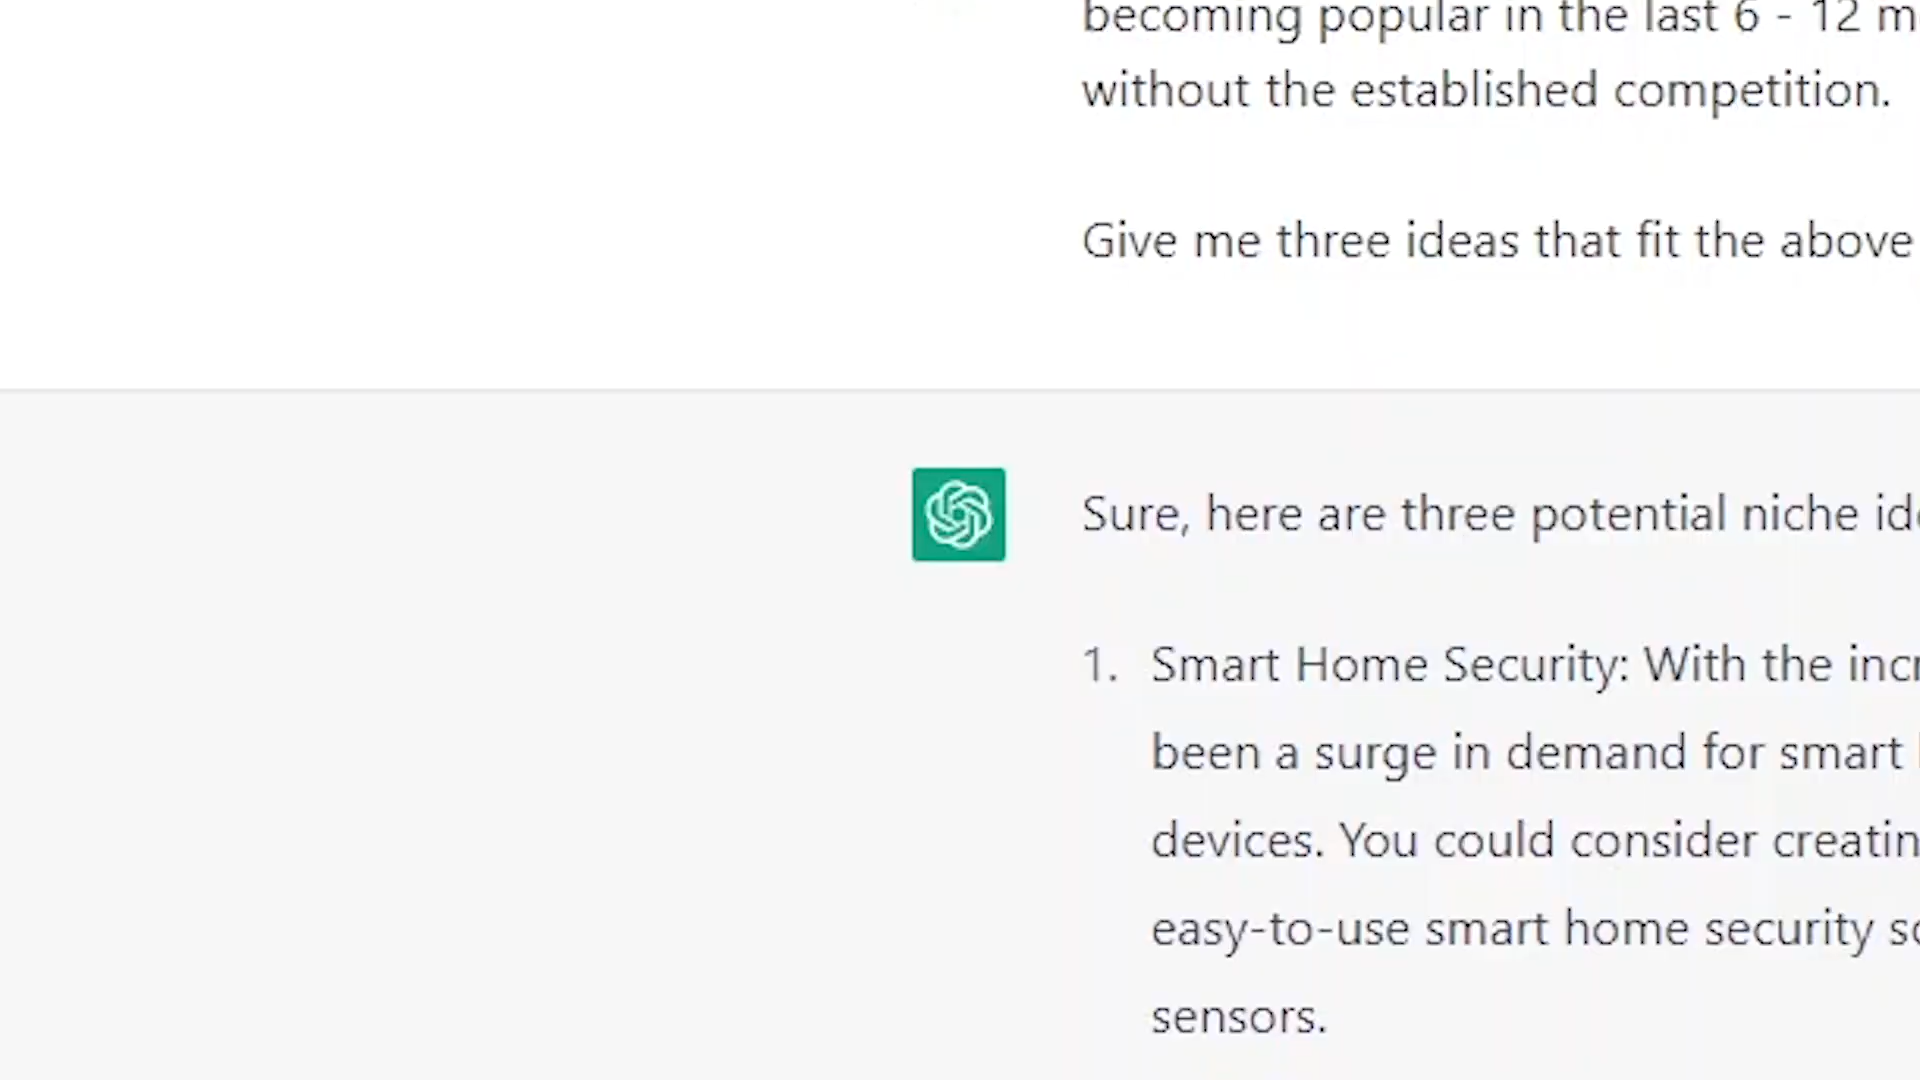 becoming popular in the last 6 - 12
without the established competition.
Give me three ideas that fit the above
Sure, here are three potential niche
1. Smart Home Security: With the
been a surge in demand for smart
devices. You could consider
easy-to-use smart home security
sensors.